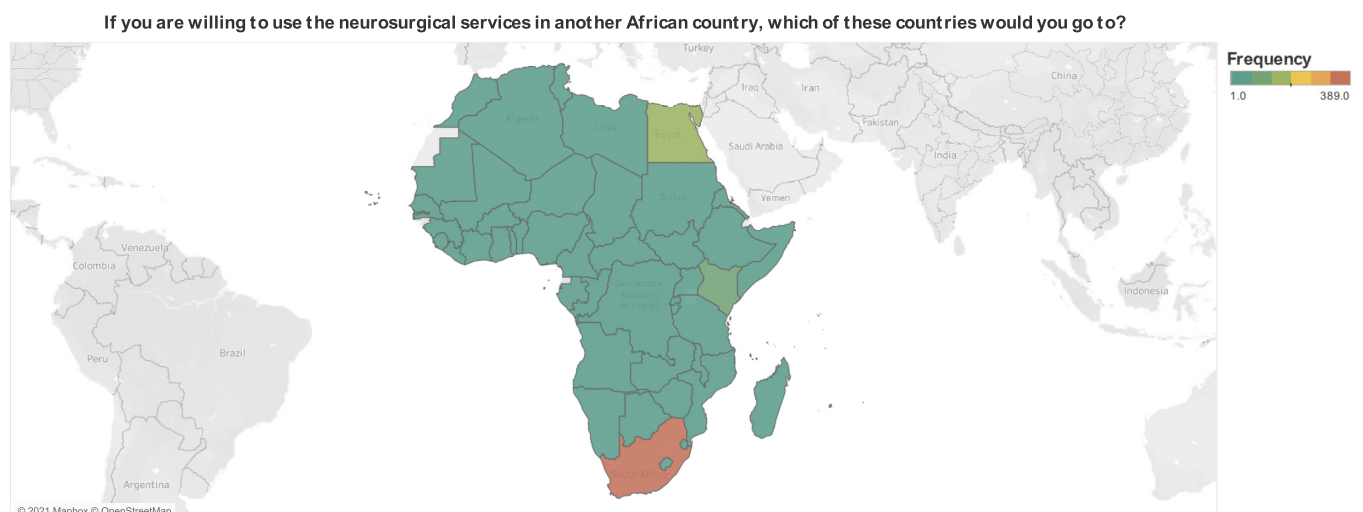 If you are willing to use the neurosurgical services in another African country, which of these countries would you go to?
Frequency
1.0 389.0
Turkey
China
Iraq
Iran
Algeria
Libya
Egypt
Pakistan
Saudi Arabia
India
Sudan
Yemen
Venezuela
Colombia
Democratic
Republic
of Congo
Indonesia
Brazil
Peru
South Africa
Argentina
© 2021 Mapbox © OpenStreetMap